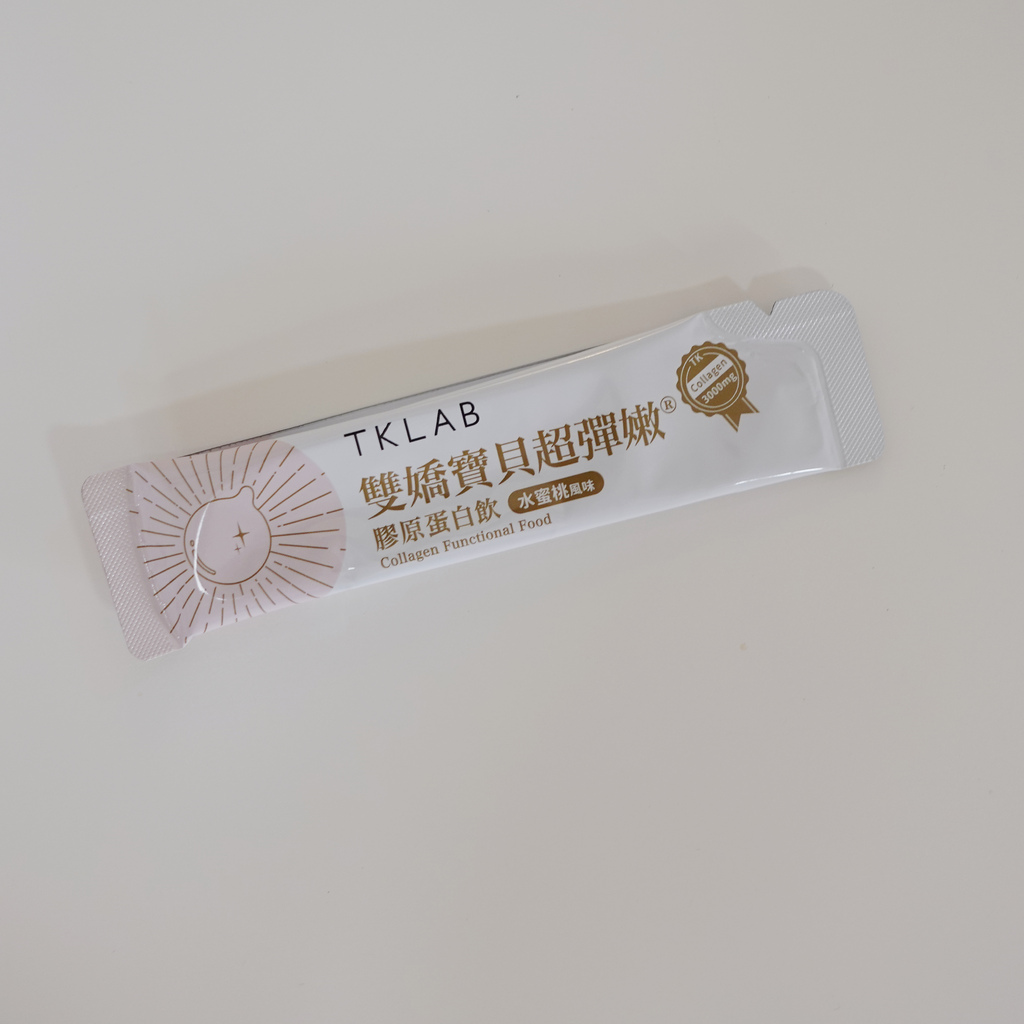 TKLAB
雙嬌寶貝超彈嫩®
膠原蛋白飲 水蜜桃風味
Collagen Functional Food
TK
Collagen
3000mg